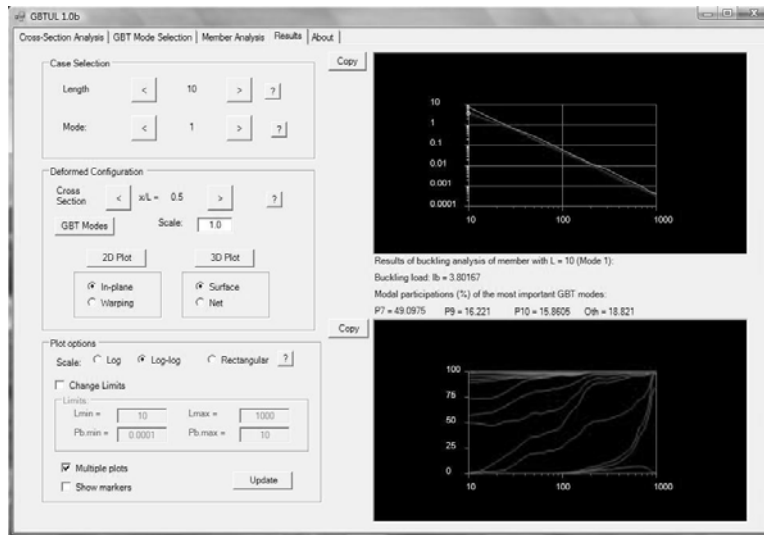 GBTUL 1.0b
Cross-Section Analysis | GBT Mode Selection | Member Analysis | Results | About
Case Selection
Length < 10 > ?
Mode: < 1 > ?
Deformed Configuration
Cross Section < x/L = 0.5 > ?
GBT Modes Scale: 1.0
2D Plot 3D Plot
In-plane Surface
Warping Net
Plot options
Scale: Log Log-log Rectangular ?
Change Limits
Limits:
Lmin = 10 Lmax = 1000
Pb.min = 0.0001 Pb.max = 10
Multiple plots
Show markers
Update
Copy
10
1
0.1
0.01
0.001
0.0001
10 100 1000
Results of buckling analysis of member with L = 10 (Mode 1):
Buckling load: lb = 3.80167
Modal participations (%) of the most important GBT modes:
P7 = 49.0975 P9 = 16.221 P10 = 15.8605 Oth = 18.821
Copy
100
75
50
25
0
10 100 1000